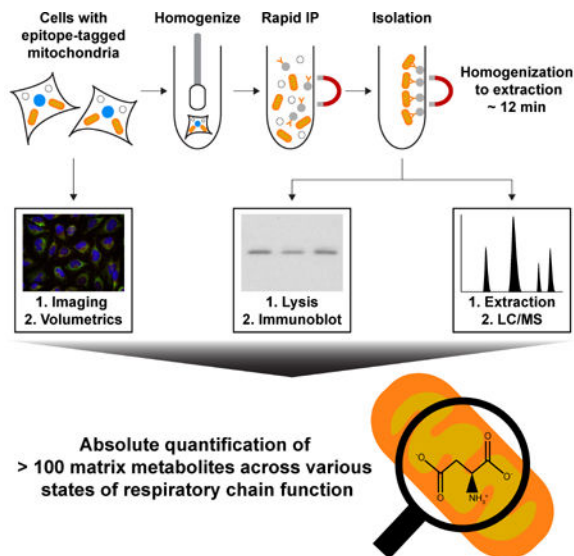 Cells with
epitope-tagged
mitochondria
Homogenize
Rapid IP
Isolation
Homogenization
to extraction
~ 12 min
1. Imaging
2. Volumetrics
1. Lysis
2. Immunoblot
1. Extraction
2. LC/MS
Absolute quantification of
> 100 matrix metabolites across various
states of respiratory chain function
O
-O
O-
O
NH3+